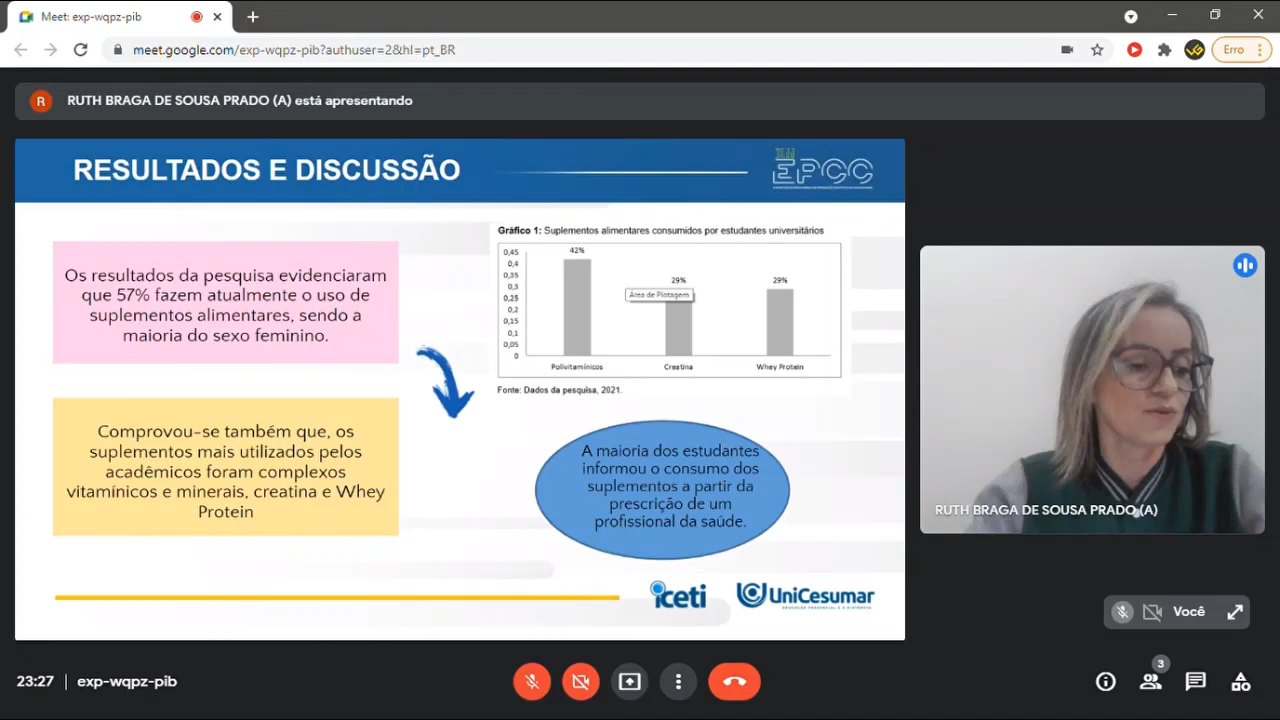 Meet: exp-wqpz-pib
meet.google.com/exp-wqpz-pib?authuser=2&hl=pt_BR
Erro
R
RUTH BRAGA DE SOUSA PRADO (A) está apresentando
RESULTADOS E DISCUSSÃO
EPCC
Os resultados da pesquisa evidenciaram
que 57% fazem atualmente o uso de
suplementos alimentares, sendo a
maioria do sexo feminino.
Comprovou-se também que, os
suplementos mais utilizados pelos
acadêmicos foram complexos
vitamínicos e minerais, creatina e Whey
Protein
Gráfico 1: Suplementos alimentares consumidos por estudantes universitários
0,45
0,4
0,35
0,3
0,25
0,2
0,15
0,1
0,05
0
42%
29%
29%
Área de Plotagem
Polivitamínicos
Creatina
Whey Protein
Fonte: Dados da pesquisa, 2021.
A maioria dos estudantes
informou o consumo dos
suplementos a partir da
prescrição de um
profissional da saúde.
iceti
UniCesumar
EDUCAÇÃO PRESENCIAL E A DISTÂNCIA
RUTH BRAGA DE SOUSA PRADO (A)
Você
23:27
exp-wqpz-pib
3